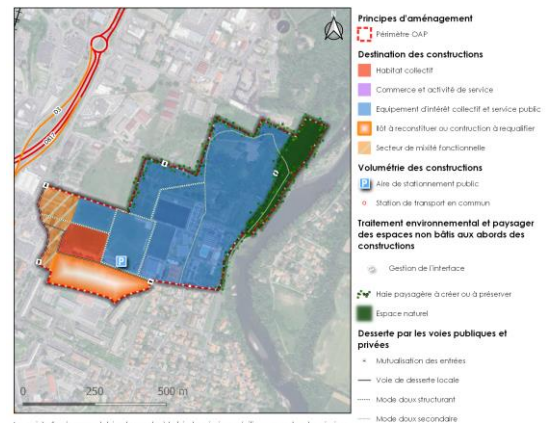 N
Principes d'aménagement
Périmètre OAP
Destination des constructions
Habitat collectif
Commerce et activité de service
Equipement d'intérêt collectif et service public
Ilôt à reconstituer ou contruction à requalifier
Secteur de mixité fonctionnelle
Volumétrie des constructions
P Aire de stationnement public
Station de transport en commun
Traitement environnemental et paysager
des espaces non bâtis aux abords des
constructions
Gestion de l'interface
Haie paysagère à créer ou à préserver
Espace naturel
Desserte par les voies publiques et
privées
Mutualisation des entrées
Voie de desserte locale
Mode doux structurant
Mode doux secondaire
P
0 250 500 m